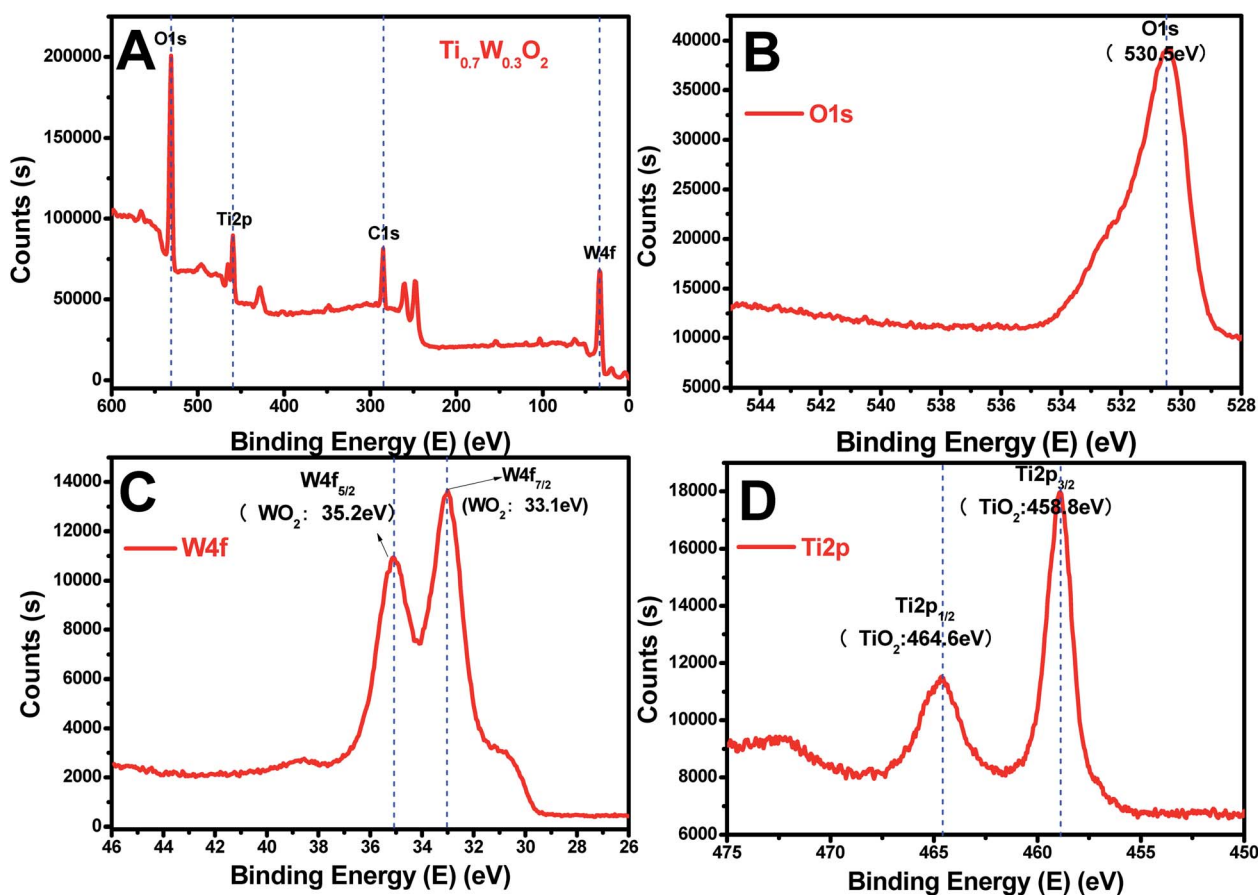 A
O1s
Ti0.7W0.3O2
Ti2p
C1s
W4f
200000
150000
100000
50000
0
Counts (s)
600 500 400 300 200 100 0
Binding Energy (E) (eV)
B
O1s
( 530.5eV)
O1s
40000
35000
30000
25000
20000
15000
10000
5000
Counts (s)
544 542 540 538 536 534 532 530 528
Binding Energy (E) (eV)
C
W4f5/2
( WO2: 35.2eV)
W4f7/2
(WO2: 33.1eV)
W4f
14000
12000
10000
8000
6000
4000
2000
0
Counts (s)
46 44 42 40 38 36 34 32 30 28 26
Binding Energy (E) (eV)
D
Ti2p3/2
( TiO2:458.8eV)
Ti2p
Ti2p1/2
( TiO2:464.6eV)
18000
16000
14000
12000
10000
8000
6000
Counts (s)
475 470 465 460 455 450
Binding Energy (E) (eV)